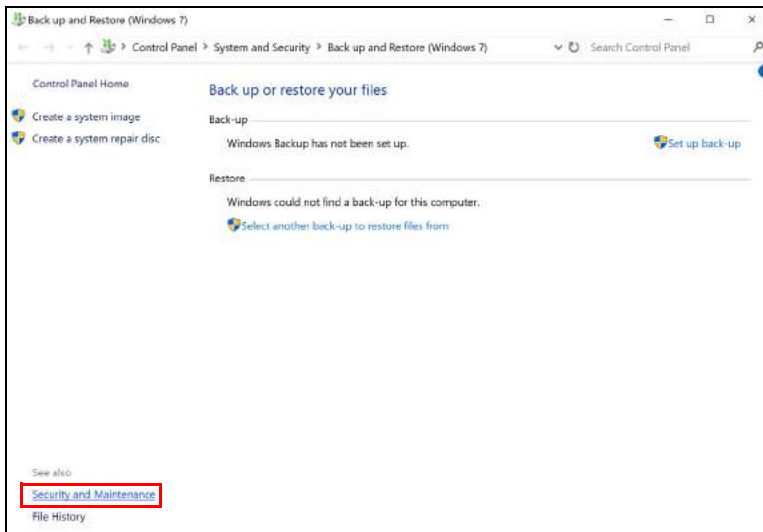 Back up and Restore (Windows 7)
Control Panel > System and Security > Back up and Restore (Windows 7)
Search Control Panel
Control Panel Home
Create a system image
Create a system repair disc
Back up or restore your files
Back-up
Windows Backup has not been set up.
Set up back-up
Restore
Windows could not find a back-up for this computer.
Select another back-up to restore files from
See also
Security and Maintenance
File History